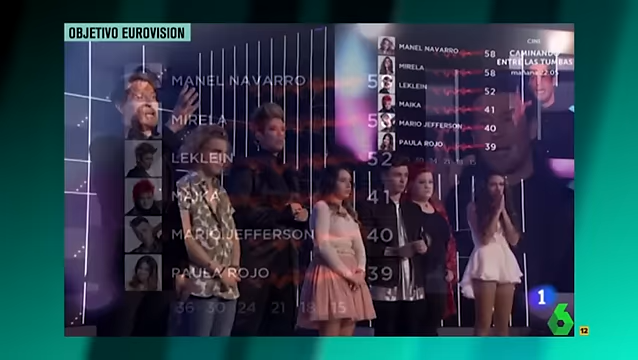 OBJETIVO EUROVISION
CINE
CAMINANDO
ENTRE LAS TUMBAS
mañana 22:05
MANEL NAVARRO 58
MIRELA 58
LEKLEIN 52
MAIKA 41
MARIO JEFFERSON 40
PAULA ROJO 39
MANEL NAVARRO 5
MIRELA 5
LEKLEIN 52
MAIKA 41
MARIO JEFFERSON 40
PAULA ROJO 39
36 30 24 21 18 15
1
6
12